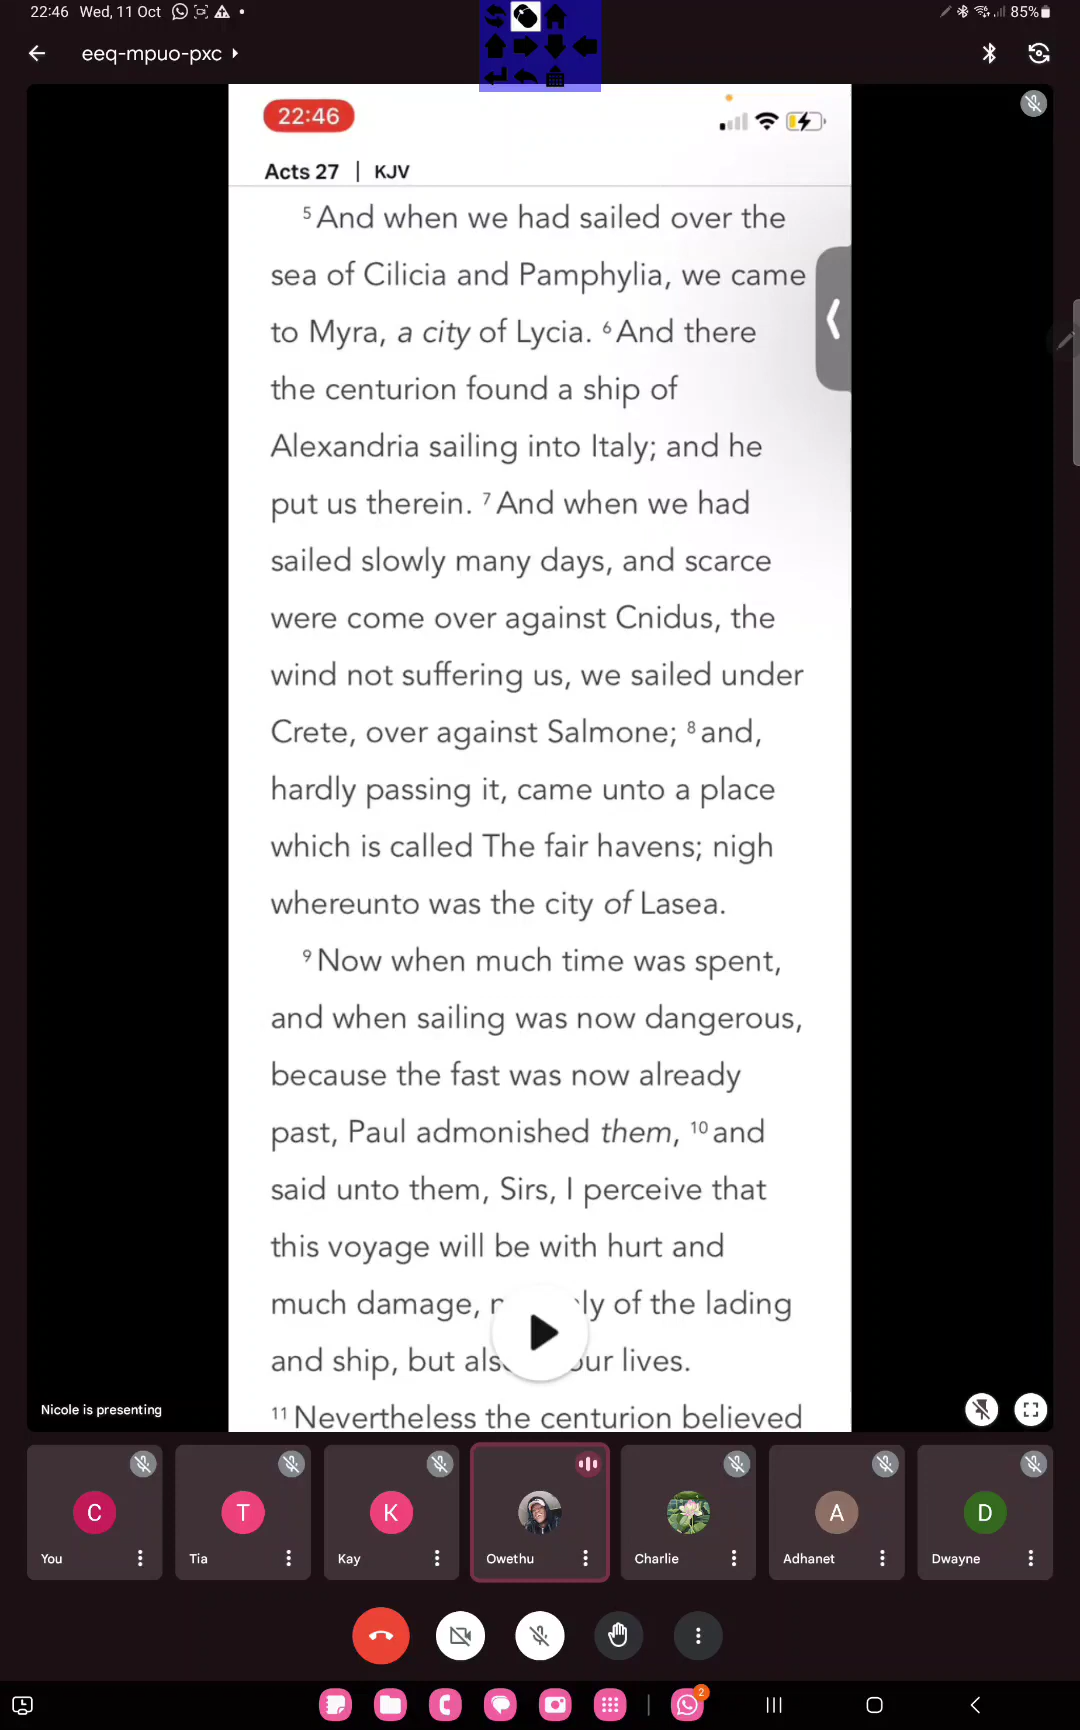 22:46 Wed, 11 Oct
85%
eeq-mpuo-pxc
22:46
Acts 27 | KJV
5 And when we had sailed over the
sea of Cilicia and Pamphylia, we came
to Myra, a city of Lycia. 6 And there
the centurion found a ship of
Alexandria sailing into Italy; and he
put us therein. 7 And when we had
sailed slowly many days, and scarce
were come over against Cnidus, the
wind not suffering us, we sailed under
Crete, over against Salmone; 8 and,
hardly passing it, came unto a place
which is called The fair havens; nigh
whereunto was the city of Lasea.
9 Now when much time was spent,
and when sailing was now dangerous,
because the fast was now already
past, Paul admonished them, 10 and
said unto them, Sirs, I perceive that
this voyage will be with hurt and
much damage, of the lading
and ship, but lives.
11 Nevertheless the centurion believed
Nicole is presenting
C T K A D
You Tia Kay Owethu Charlie Adhanet Dwayne
2